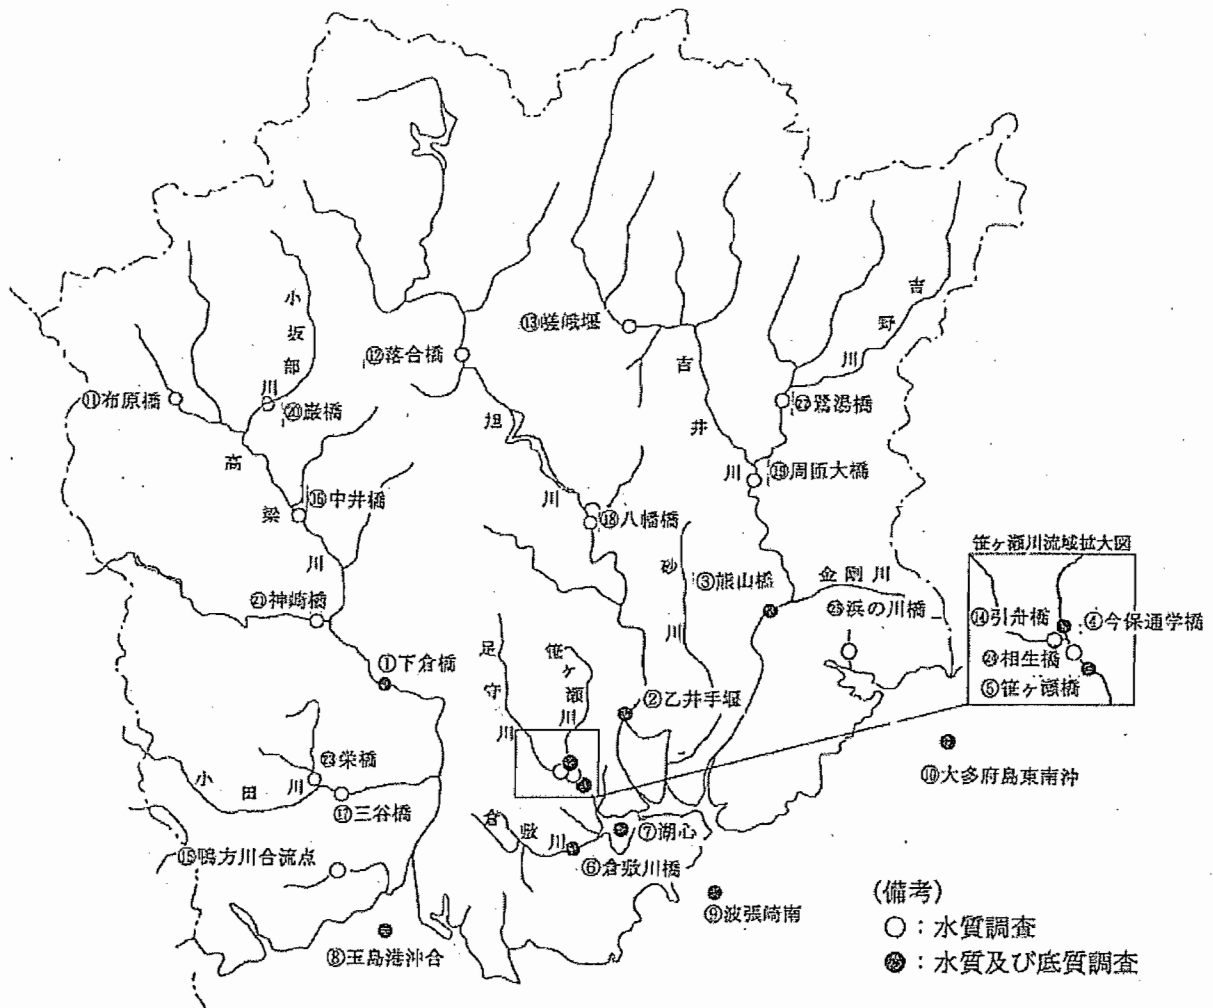 小坂部川
吉野川
⑬嵯峨堰
⑫落合橋
吉井川
⑪布原橋
⑳巌橋
㉒鷺湯橋
高梁川
担川
⑲周匝大橋
⑯中井橋
⑱八幡橋
砂川
笹ヶ瀬川流域拡大図
③熊山橋
金剛川
㉑神崎橋
㉕浜の川橋
⑭引舟橋
④今保通学橋
㉔相生橋
⑤笹ヶ瀬橋
①下倉橋
足守川
笹ヶ瀬川
②乙井手堰
⑩大多府島東南沖
㉓栄橋
小田川
⑰三谷橋
倉敷川
⑦湖心
⑮鴨方川合流点
⑥倉敷川橋
⑨波張崎南
⑧玉島港沖合
(備考)
○：水質調査
：水質及び底質調査